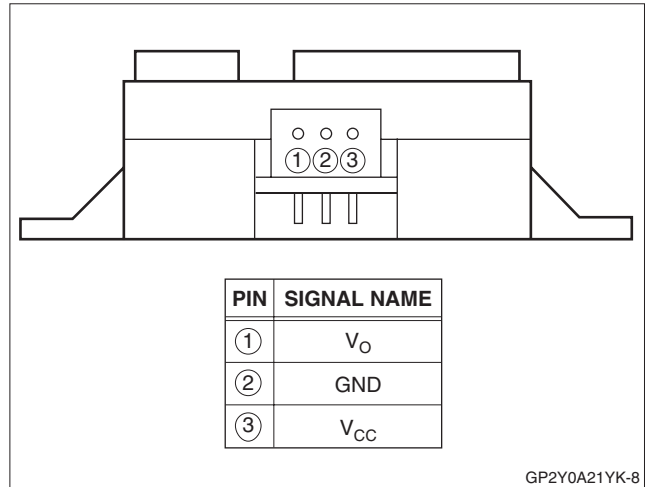 ①②③
PIN SIGNAL NAME
① VO
② GND
③ VCC
GP2Y0A21YK-8